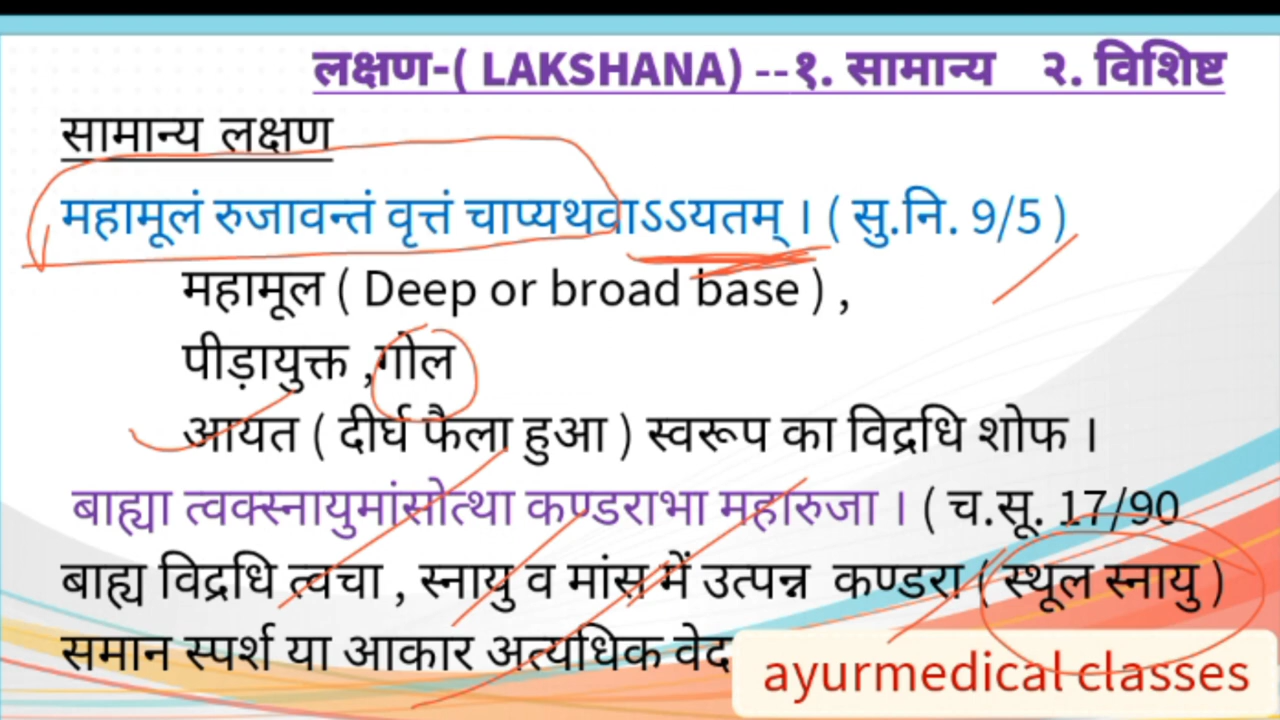 लक्षण-( LAKSHANA) --१. सामान्य २. विशिष्ट
सामान्य लक्षण
महामूलं रुजावन्तं वृत्तं चाप्यथवाऽऽयतम् । ( सु.नि. 9/5 )
महामूल ( Deep or broad base ) ,
पीड़ायुक्त ,गोल
आयत ( दीर्घ फैला हुआ ) स्वरूप का विद्रधि शोफ ।
बाह्या त्वक्स्नायुमांसोत्था कण्डराभा महारुजा । ( च.सू. 17/90
बाह्य विद्रधि त्वचा , स्नायु व मांस में उत्पन्न कण्डरा ( स्थूल स्नायु )
समान स्पर्श या आकार अत्यधिक
ayurmedical classes